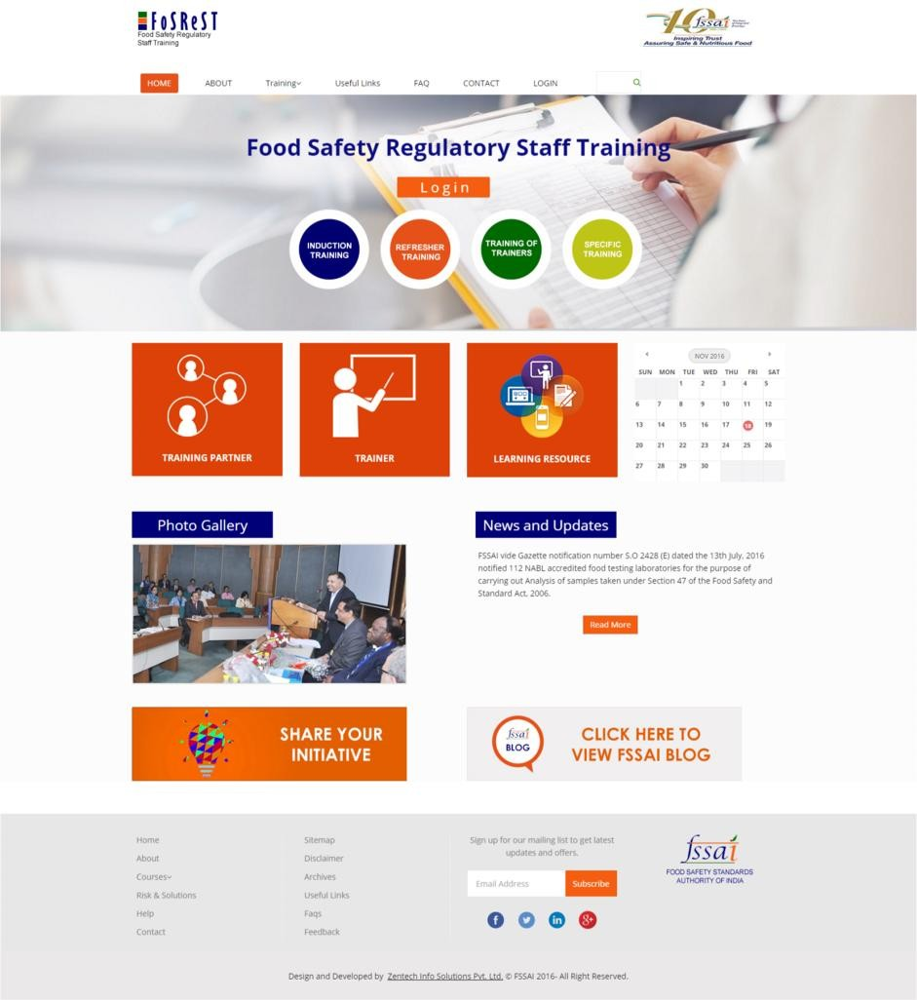 FoSReST
Food Safety Regulatory
Staff Training
fssai
Inspiring Trust
Assuring Safe & Nutritious Food
HOME ABOUT Training Useful Links FAQ CONTACT LOGIN
Food Safety Regulatory Staff Training
Login
INDUCTION
TRAINING
REFRESHER
TRAINING
TRAINING OF
TRAINERS
SPECIFIC
TRAINING
TRAINING PARTNER
TRAINER
LEARNING RESOURCE
NOV 2016
SUN MON TUE WED THU FRI SAT
1 2 3 4 5
6 7 8 9 10 11 12
13 14 15 16 17 18 19
20 21 22 23 24 25 26
27 28 29 30
Photo Gallery
News and Updates
FSSAI vide Gazette notification number S.O 2428 (E) dated the 13th July, 2016
notified 112 NABL accredited food testing laboratories for the purpose of
carrying out Analysis of samples taken under Section 47 of the Food Safety and
Standard Act, 2006.
Read More
SHARE YOUR
INITIATIVE
fssai
BLOG
CLICK HERE TO
VIEW FSSAI BLOG
Home
About
Courses
Risk & Solutions
Help
Contact
Sitemap
Disclaimer
Archives
Useful Links
Faqs
Feedback
Sign up for our mailing list to get latest
updates and offers.
Email Address
Subscribe
fssai
FOOD SAFETY STANDARDS
AUTHORITY OF INDIA
Design and Developed by Zentech Info Solutions Pvt. Ltd. © FSSAI 2016- All Right Reserved.